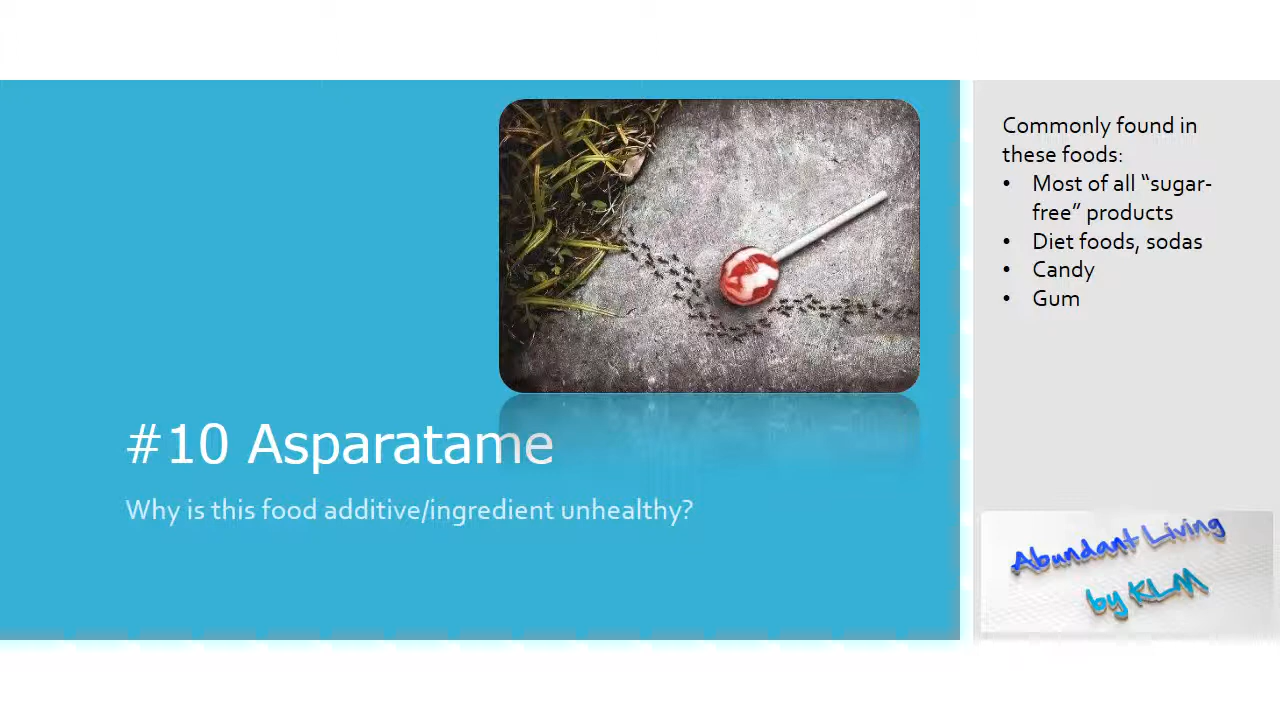 #10 Asparatame
Why is this food additive/ingredient unhealthy?
Commonly found in
these foods:
• Most of all “sugar-
free” products
• Diet foods, sodas
• Candy
• Gum
Abundant Living
by KLM